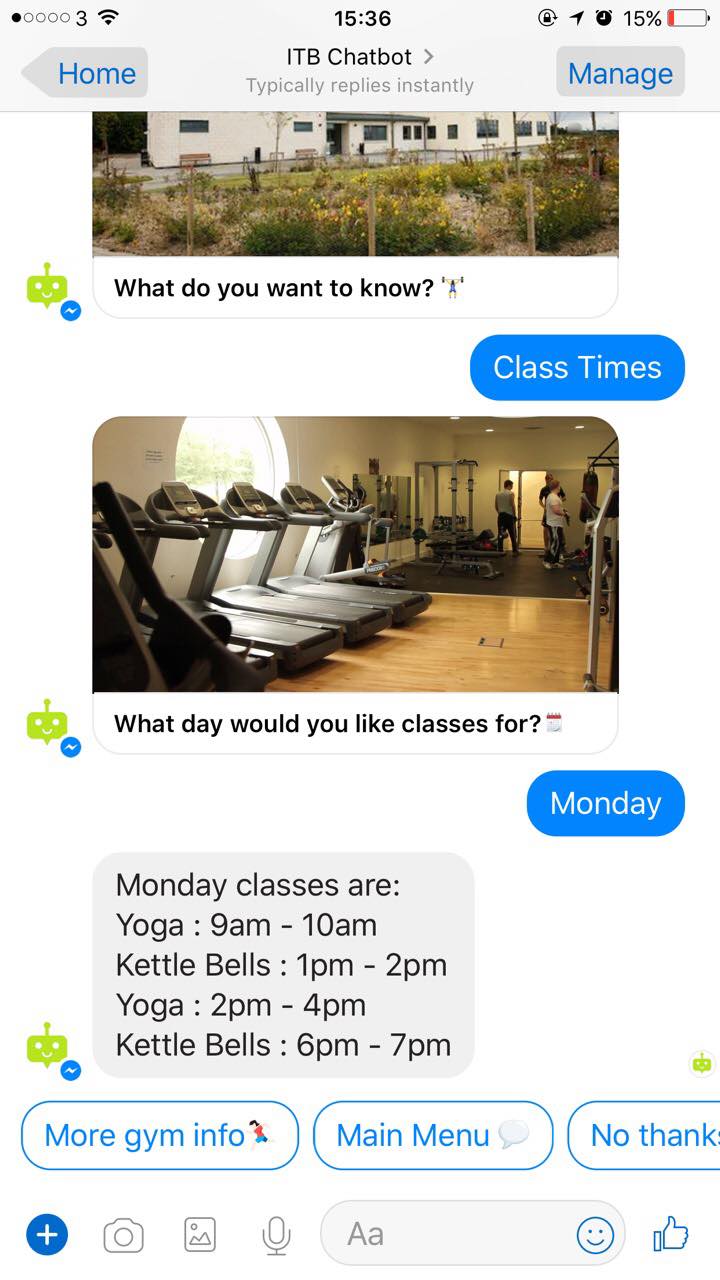 3 15:36 15%
Home ITB Chatbot > Manage
Typically replies instantly
What do you want to know? 🏋️
Class Times
What day would you like classes for? 🗓
Monday
Monday classes are:
Yoga : 9am - 10am
Kettle Bells : 1pm - 2pm
Yoga : 2pm - 4pm
Kettle Bells : 6pm - 7pm
More gym info🏃 Main Menu 💬 No thanks
Aa